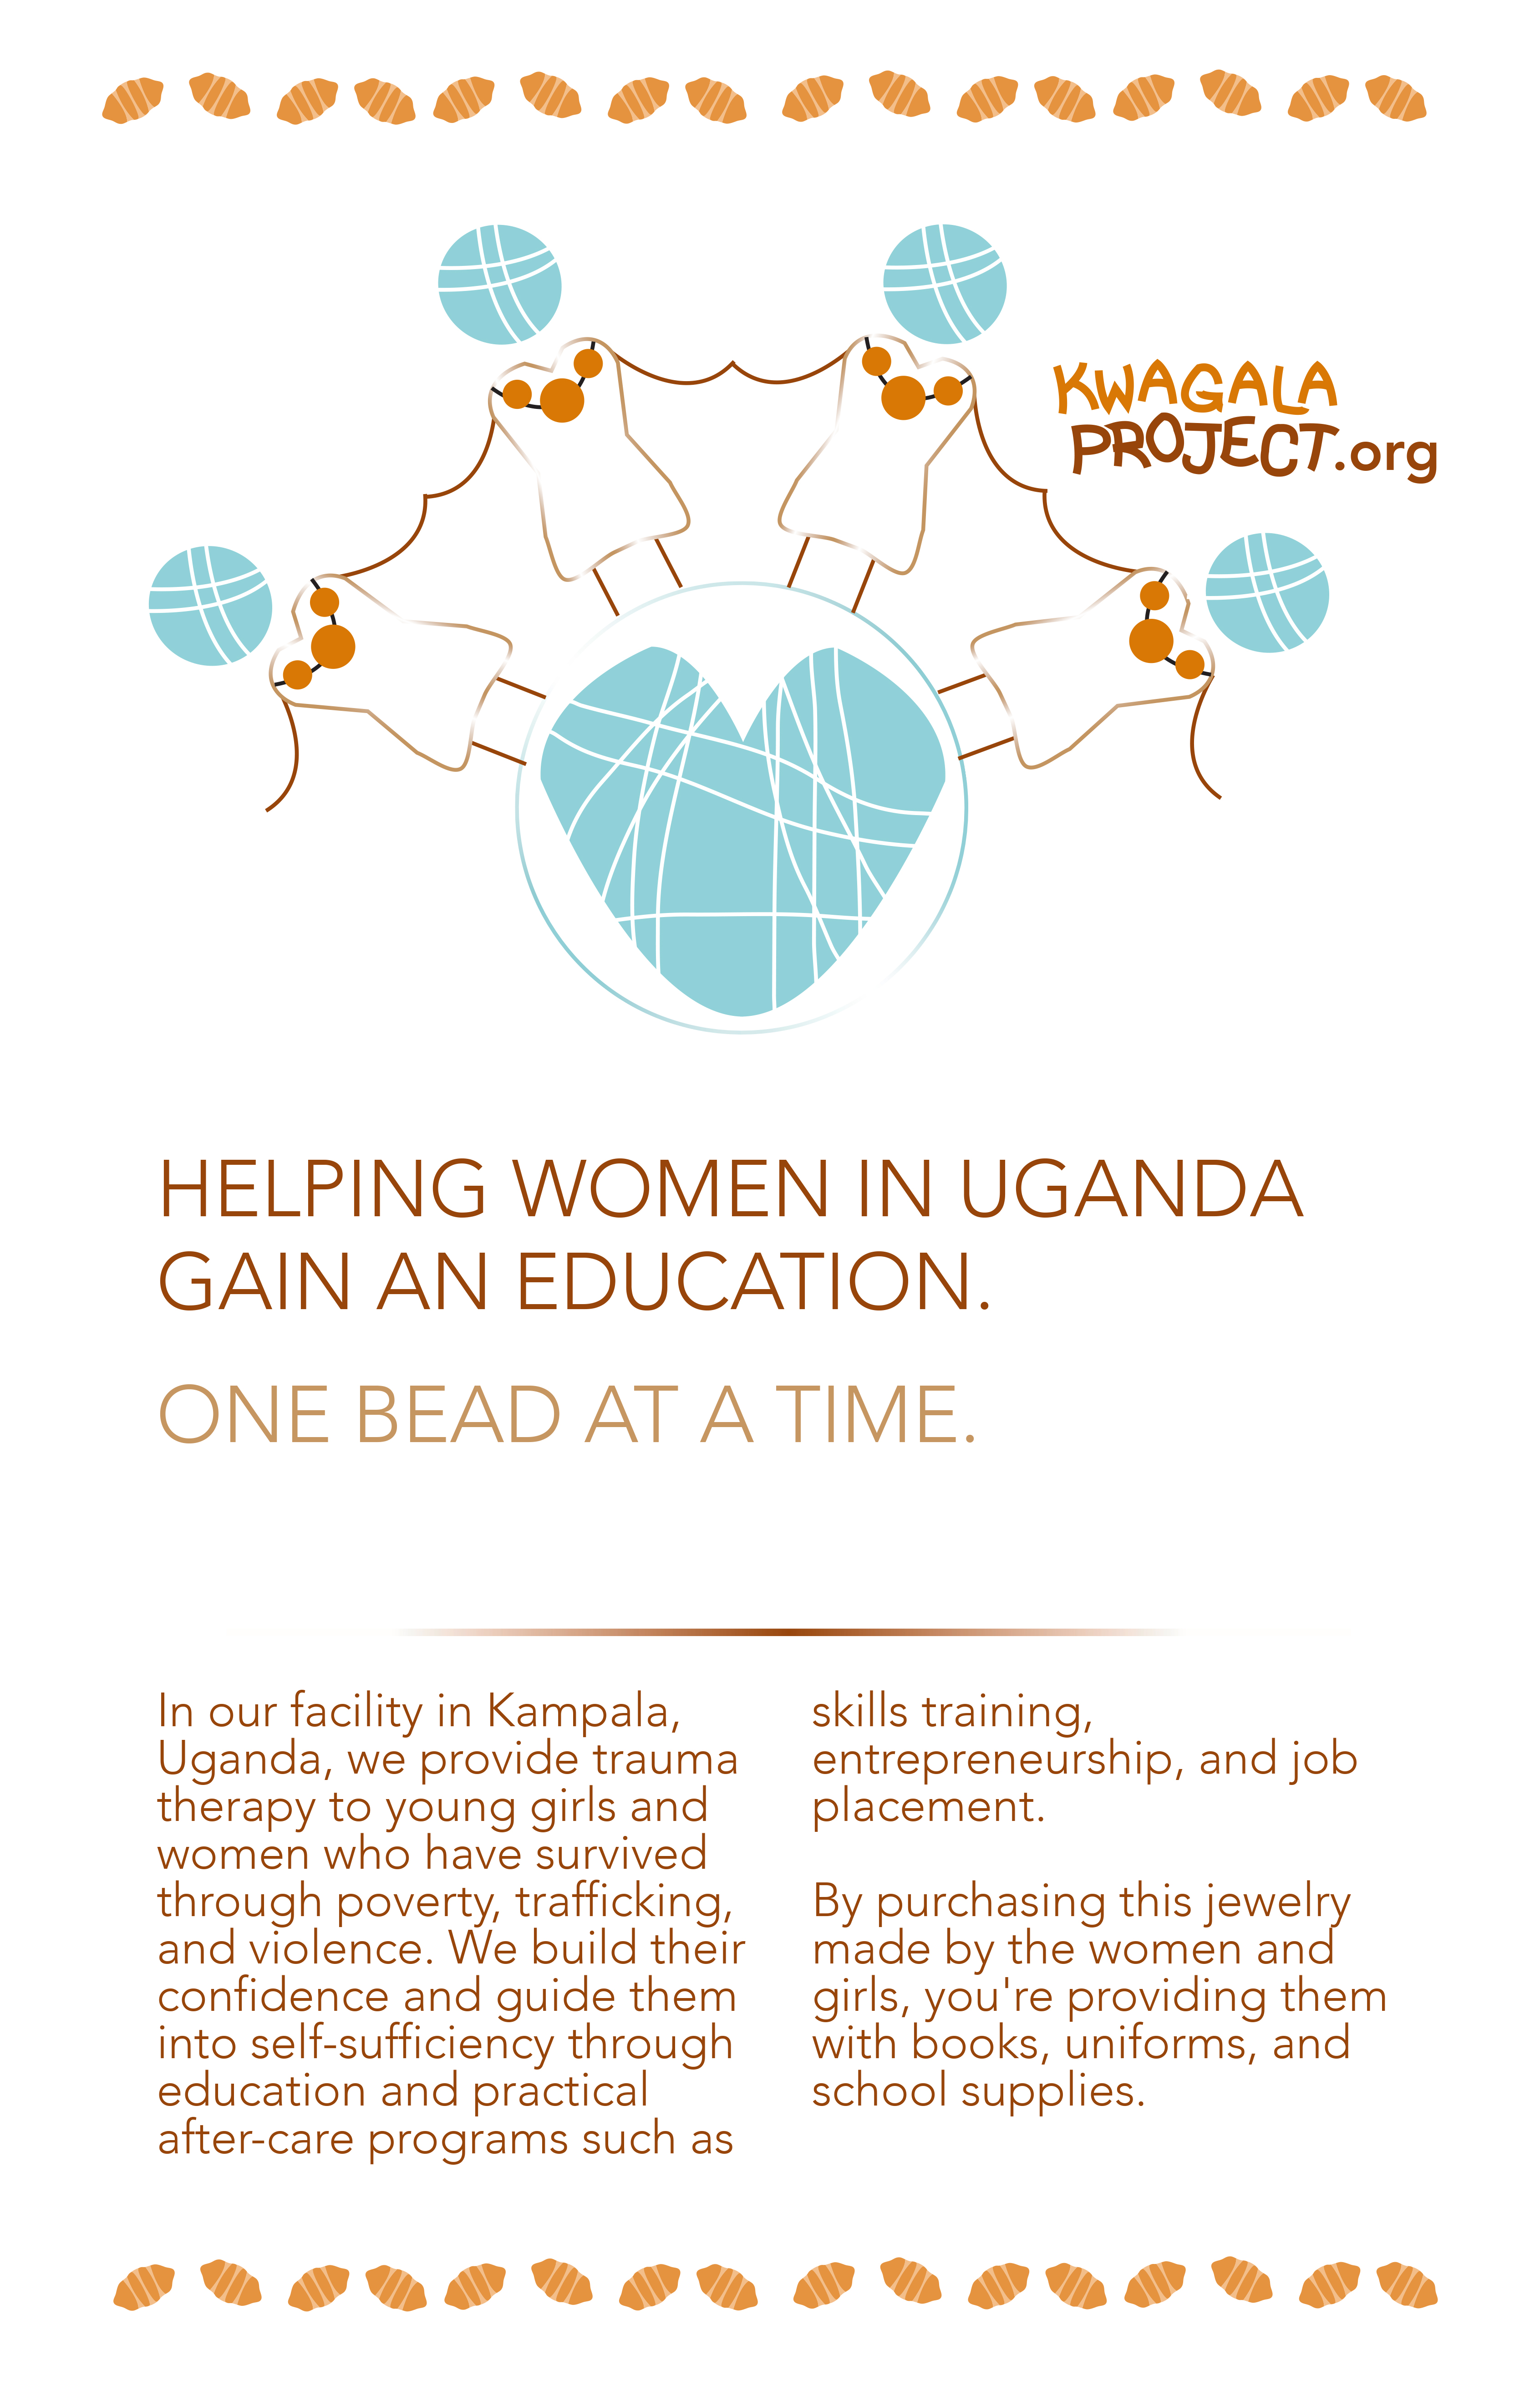 KWAGALA
PROJECT.org
HELPING WOMEN IN UGANDA
GAIN AN EDUCATION.
ONE BEAD AT A TIME.
In our facility in Kampala,
Uganda, we provide trauma
therapy to young girls and
women who have survived
through poverty, trafficking,
and violence. We build their
confidence and guide them
into self-sufficiency through
education and practical
after-care programs such as
skills training,
entrepreneurship, and job
placement.
By purchasing this jewelry
made by the women and
girls, you're providing them
with books, uniforms, and
school supplies.